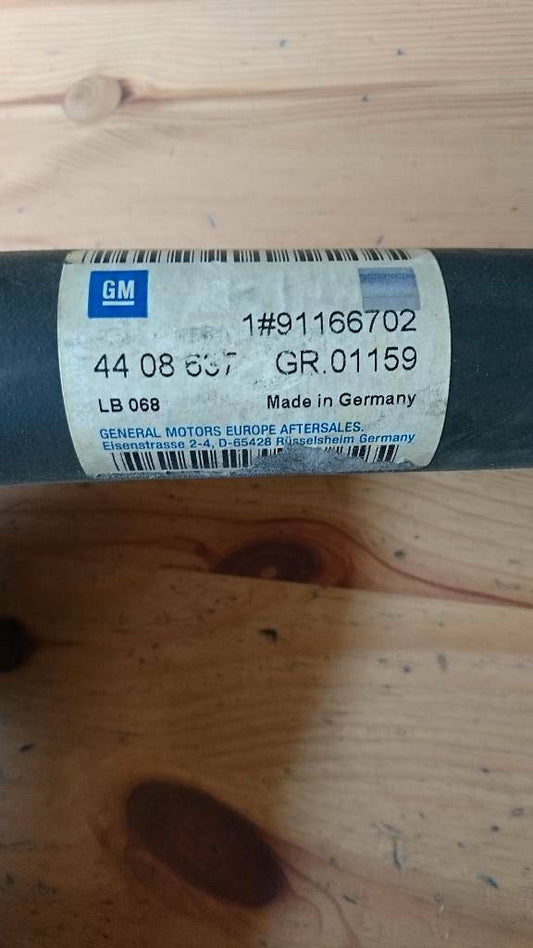 GM
1#91166702
44 08 637 GR.01159
LB 068 Made in Germany
GENERAL MOTORS EUROPE AFTERSALES.
Eisenstrasse 2-4, D-65428 Rüsselsheim Germany